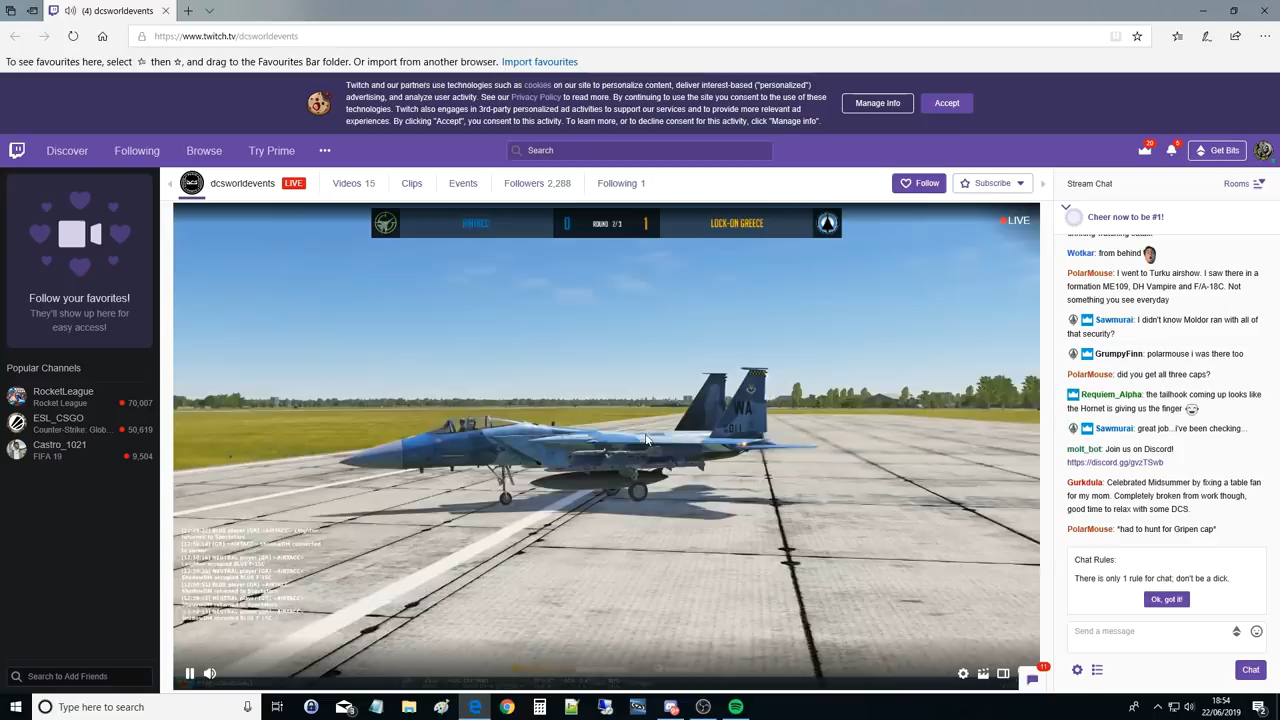 (4) dcsworldevents
https://www.twitch.tv/dcsworldevents
To see favourites here, select ☆ then ☆, and drag to the Favourites Bar folder. Or import from another browser. Import favourites
Twitch and our partners use technologies such as cookies on our site to personalize content, deliver interest-based ("personalized")
advertising, and analyze user activity. See our Privacy Policy to read more. By continuing to use the site you consent to the use of these
technologies. Twitch also engages in 3rd-party personalized ad activities to support our services and to provide more relevant ad
experiences. By clicking "Accept", you consent to this activity. To learn more, or to decline consent for this activity, click "Manage info".
Manage Info
Accept
Discover Following Browse Try Prime ••• Search 20 5 Get Bits
dcsworldevents LIVE Videos 15 Clips Events Followers 2,288 Following 1 Follow Subscribe
Stream Chat Rooms
Follow your favorites!
They'll show up here for
easy access!
Popular Channels
RocketLeague
Rocket League 70,007
ESL_CSGO
Counter-Strike: Glob... 50,619
Castro_1021
FIFA 19 9,504
Search to Add Friends
0 ROUND 2/3 1 LOCK-ON GREECE
LIVE
WA
011
Cheer now to be #1!
Wotkar: from behind
PolarMouse: I went to Turku airshow. I saw there in a
formation ME109, DH Vampire and F/A-18C. Not
something you see everyday
Sawmurai: I didn't know Moldor ran with all of
that security?
GrumpyFinn: polarmouse i was there too
PolarMouse: did you get all three caps?
Requiem_Alpha: the tailhook coming up looks
like the Hornet is giving us the finger
Sawmurai: great job...i've been checking...
molt_bot: Join us on Discord!
https://discord.gg/gvzTSwb
Gurkdula: Celebrated Midsummer by fixing a table fan
for my mom. Completely broken from work though,
good time to relax with some DCS.
PolarMouse: *had to hunt for Gripen cap*
Chat Rules:
There is only 1 rule for chat; don't be a dick.
Ok, got it!
Send a message
11
Chat
Type here to search
3
18:54
22/06/2019
2